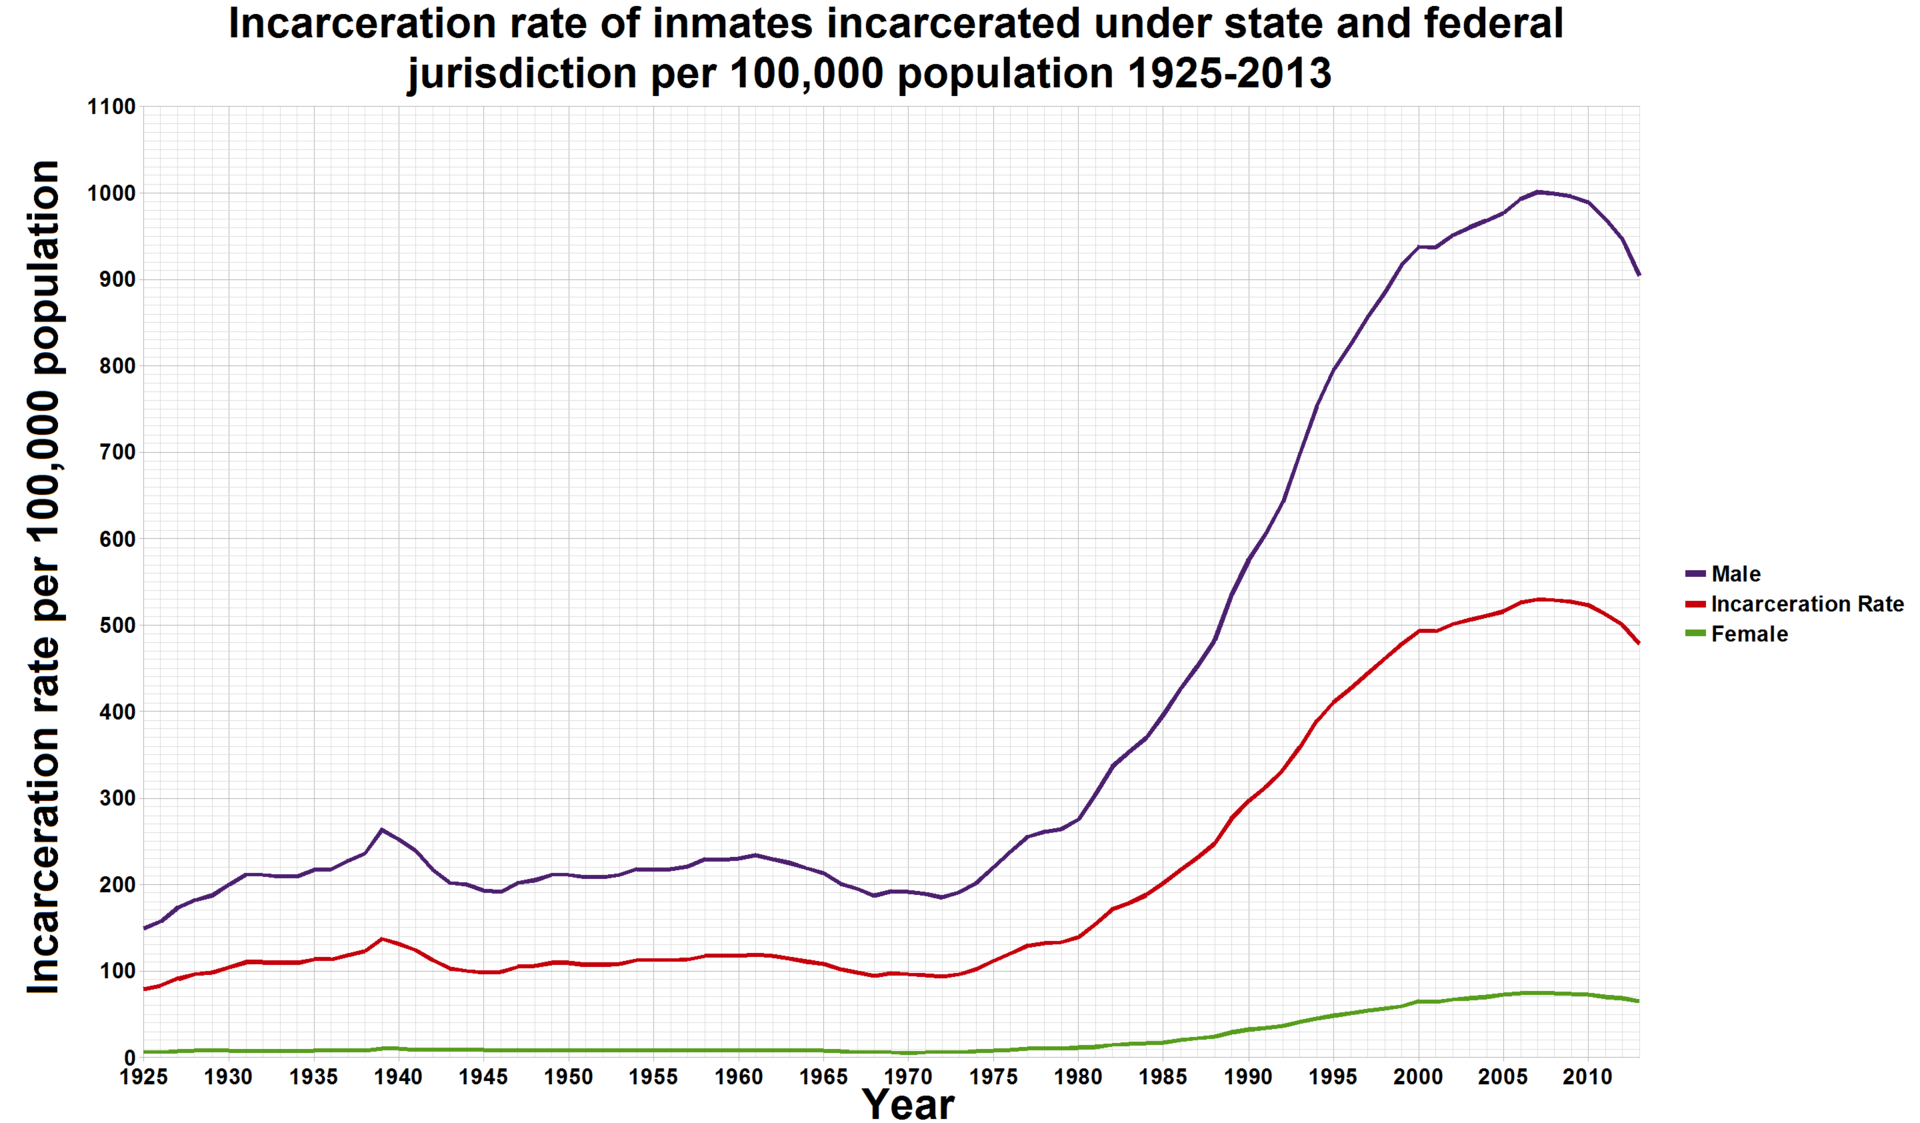 Incarceration rate of inmates incarcerated under state and federal
jurisdiction per 100,000 population 1925-2013
Incarceration rate per 100,000 population
1100
1000
900
800
700
600
500
400
300
200
100
0
1925 1930 1935 1940 1945 1950 1955 1960 1965 1970 1975 1980 1985 1990 1995 2000 2005 2010
Year
Male
Incarceration Rate
Female